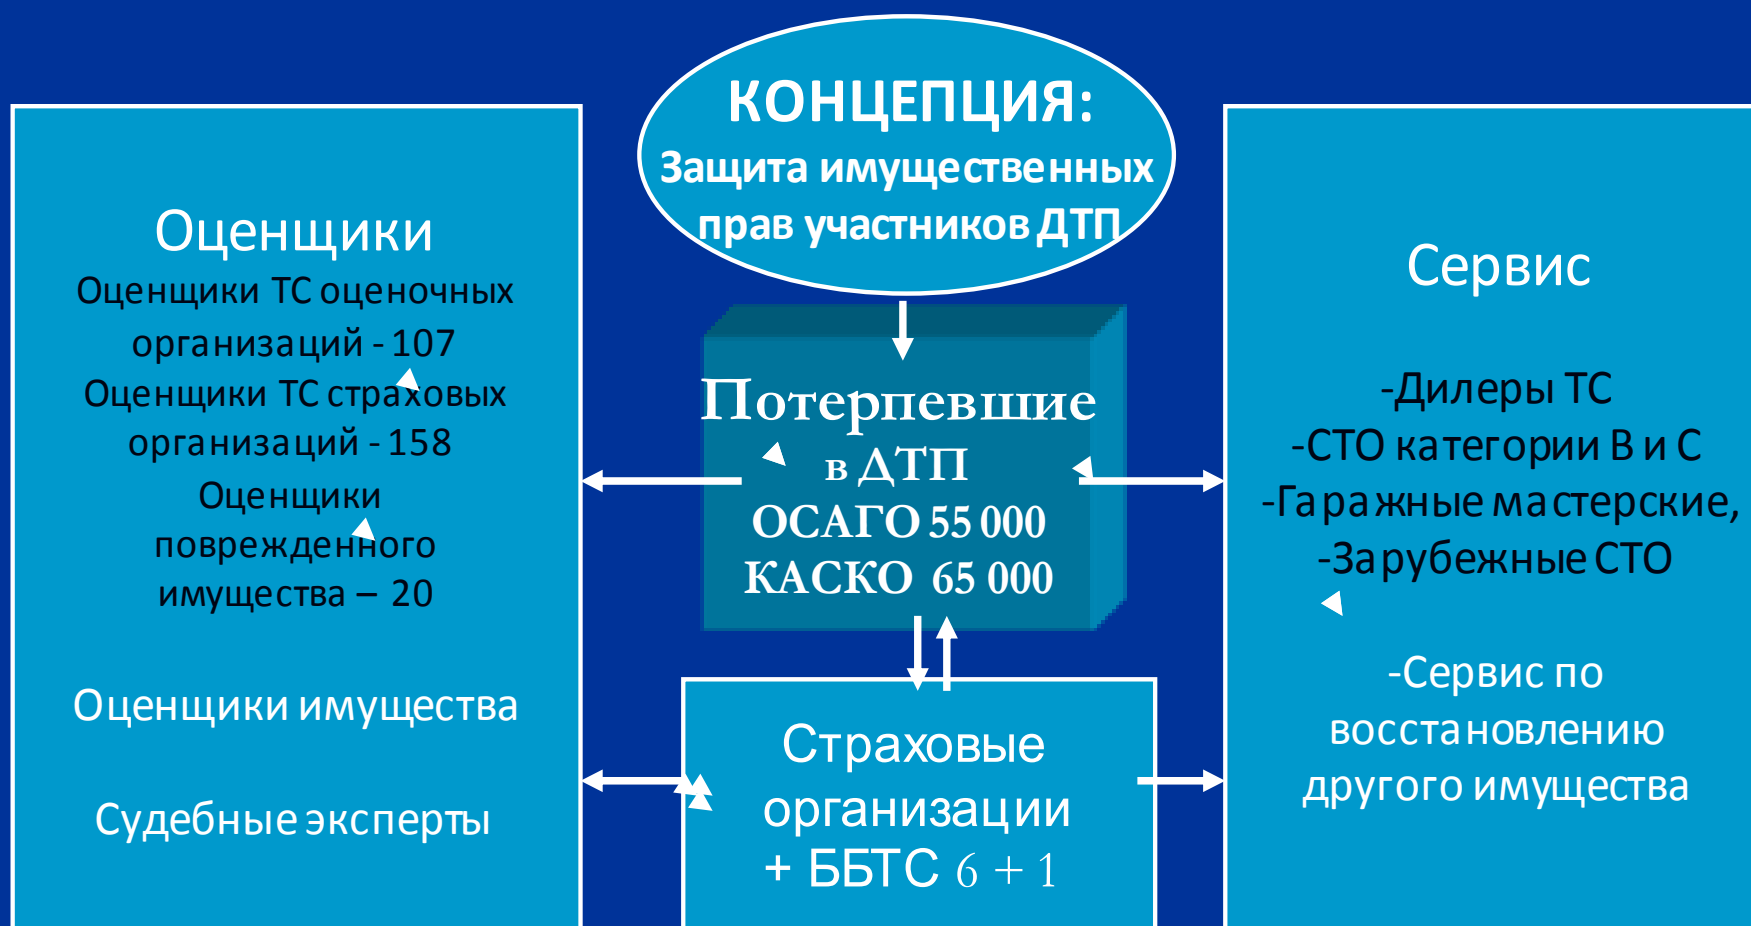 КОНЦЕПЦИЯ:
Защита имущественных
прав участников ДТП
Оценщики
Оценщики ТС оценочных
организаций - 107
Оценщики ТС страховых
организаций - 158
Оценщики
поврежденного
имущества – 20
Оценщики имущества
Судебные эксперты
Потерпевшие
в ДТП
ОСАГО 55 000
КАСКО 65 000
Страховые
организации
+ ББТС 6 + 1
Сервис
-Дилеры ТС
-СТО категории В и С
-Гаражные мастерские,
-Зарубежные СТО
-Сервис по
восстановлению
другого имущества